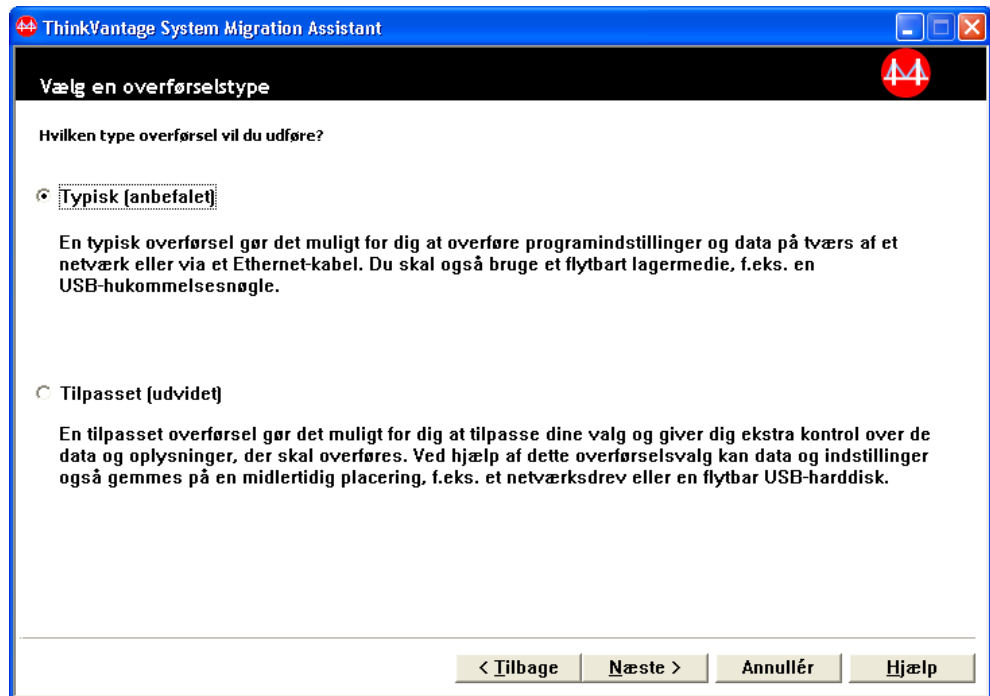 ThinkVantage System Migration Assistant
Vælg en overførselstype
Hvilken type overførsel vil du udføre?
Typisk (anbefalet)
En typisk overførsel gør det muligt for dig at overføre programindstillinger og data på tværs af et
netværk eller via et Ethernet-kabel. Du skal også bruge et flytbart lagermedie, f.eks. en
USB-hukommelsesnøgle.
Tilpasset (udvidet)
En tilpasset overførsel gør det muligt for dig at tilpasse dine valg og giver dig ekstra kontrol over de
data og oplysninger, der skal overføres. Ved hjælp af dette overførselsvalg kan data og indstillinger
også gemmes på en midlertidig placering, f.eks. et netværksdrev eller en flytbar USB-harddisk.
< Tilbage
Næste >
Annullér
Hjælp